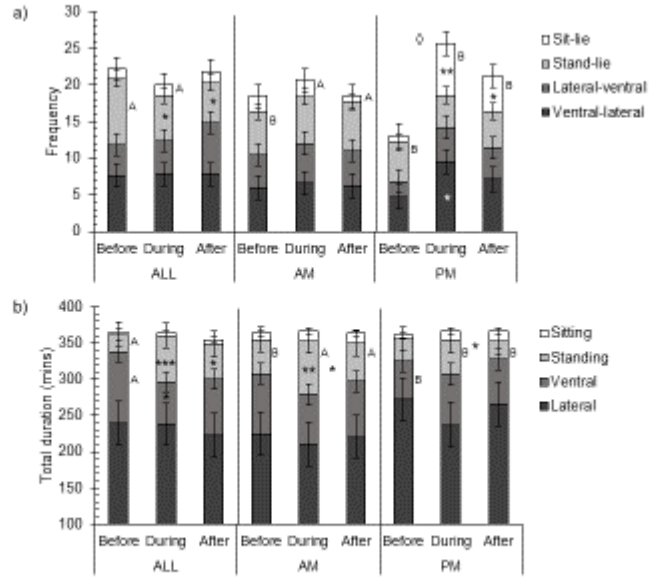 a)
30
25
20
15
10
5
0
Frequency
A
*
A
*
B
A
*
A
*
B
◊
**
B
*
*
B
Sit-lie
Stand-lie
Lateral-ventral
Ventral-lateral
Before During After Before During After Before During After
ALL AM PM
b)
400
350
300
250
200
150
100
Total duration (mins)
A
A
***
*
A
*
B
A
**
*
A
B
B
*
B
Sitting
Standing
Ventral
Lateral
Before During After Before During After Before During After
ALL AM PM